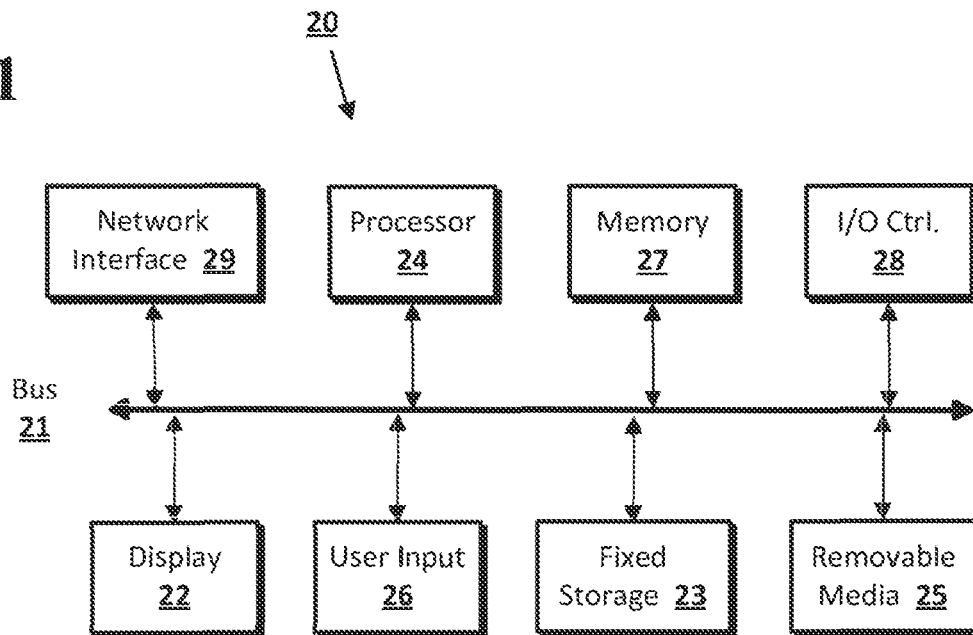 20
1
Network
Interface 29
Processor
24
Memory
27
I/O Ctrl.
28
Bus
21
Display
22
User Input
26
Fixed
Storage 23
Removable
Media 25